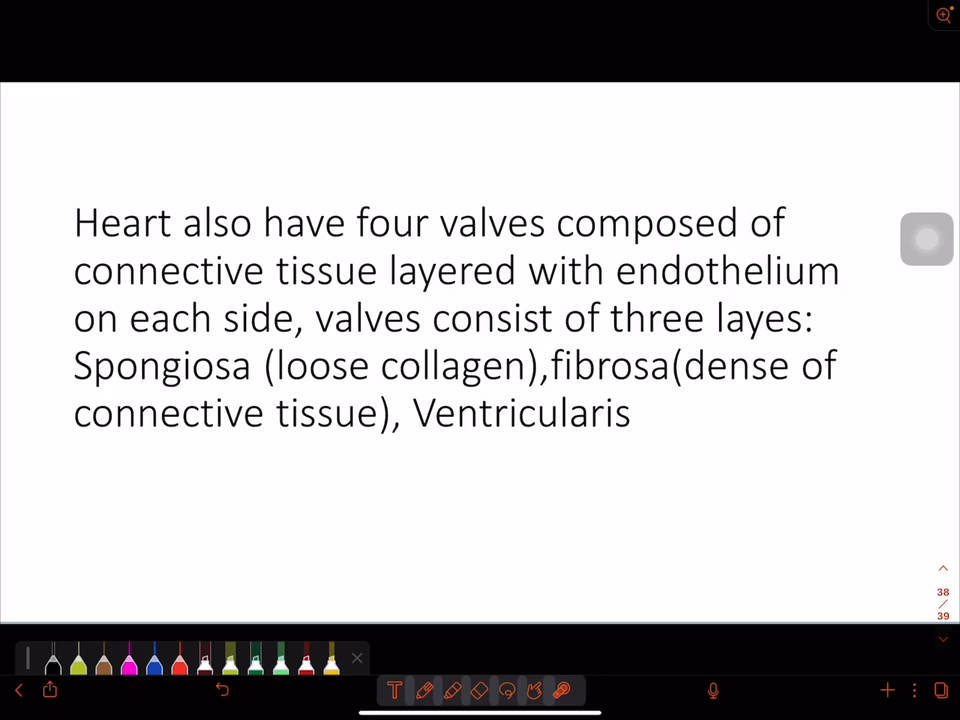 Heart also have four valves composed of
connective tissue layered with endothelium
on each side, valves consist of three layes:
Spongiosa (loose collagen),fibrosa(dense of
connective tissue), Ventricularis
38
/
39
T